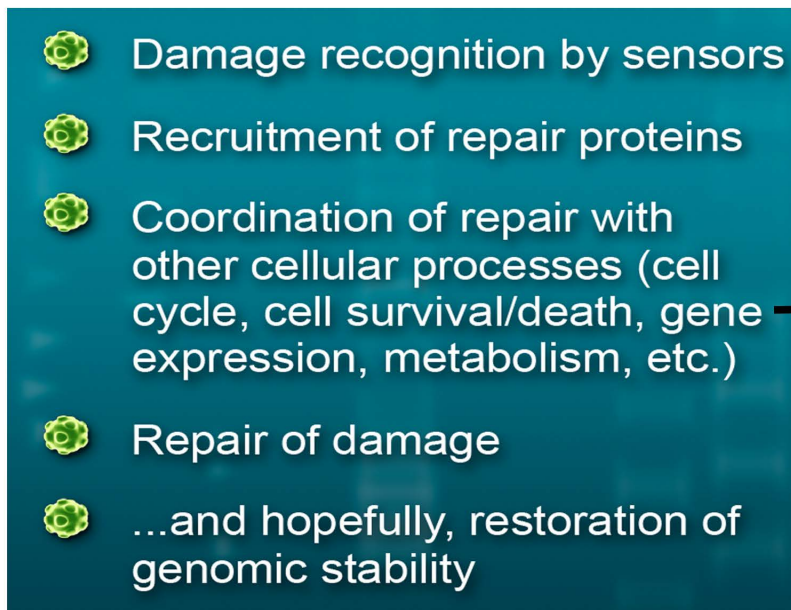 Damage recognition by sensors
Recruitment of repair proteins
Coordination of repair with
other cellular processes (cell
cycle, cell survival/death, gene
expression, metabolism, etc.)
Repair of damage
...and hopefully, restoration of
genomic stability